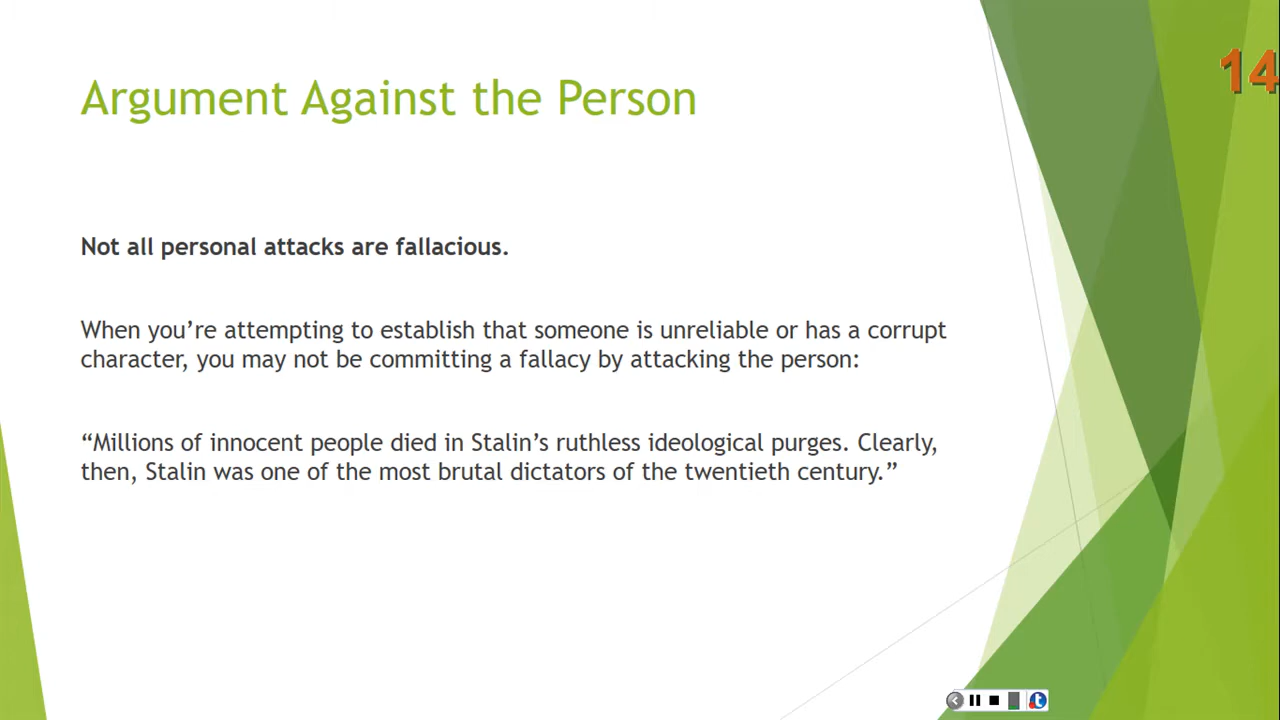 14
Argument Against the Person
Not all personal attacks are fallacious.
When you’re attempting to establish that someone is unreliable or has a corrupt
character, you may not be committing a fallacy by attacking the person:
“Millions of innocent people died in Stalin’s ruthless ideological purges. Clearly,
then, Stalin was one of the most brutal dictators of the twentieth century.”
t